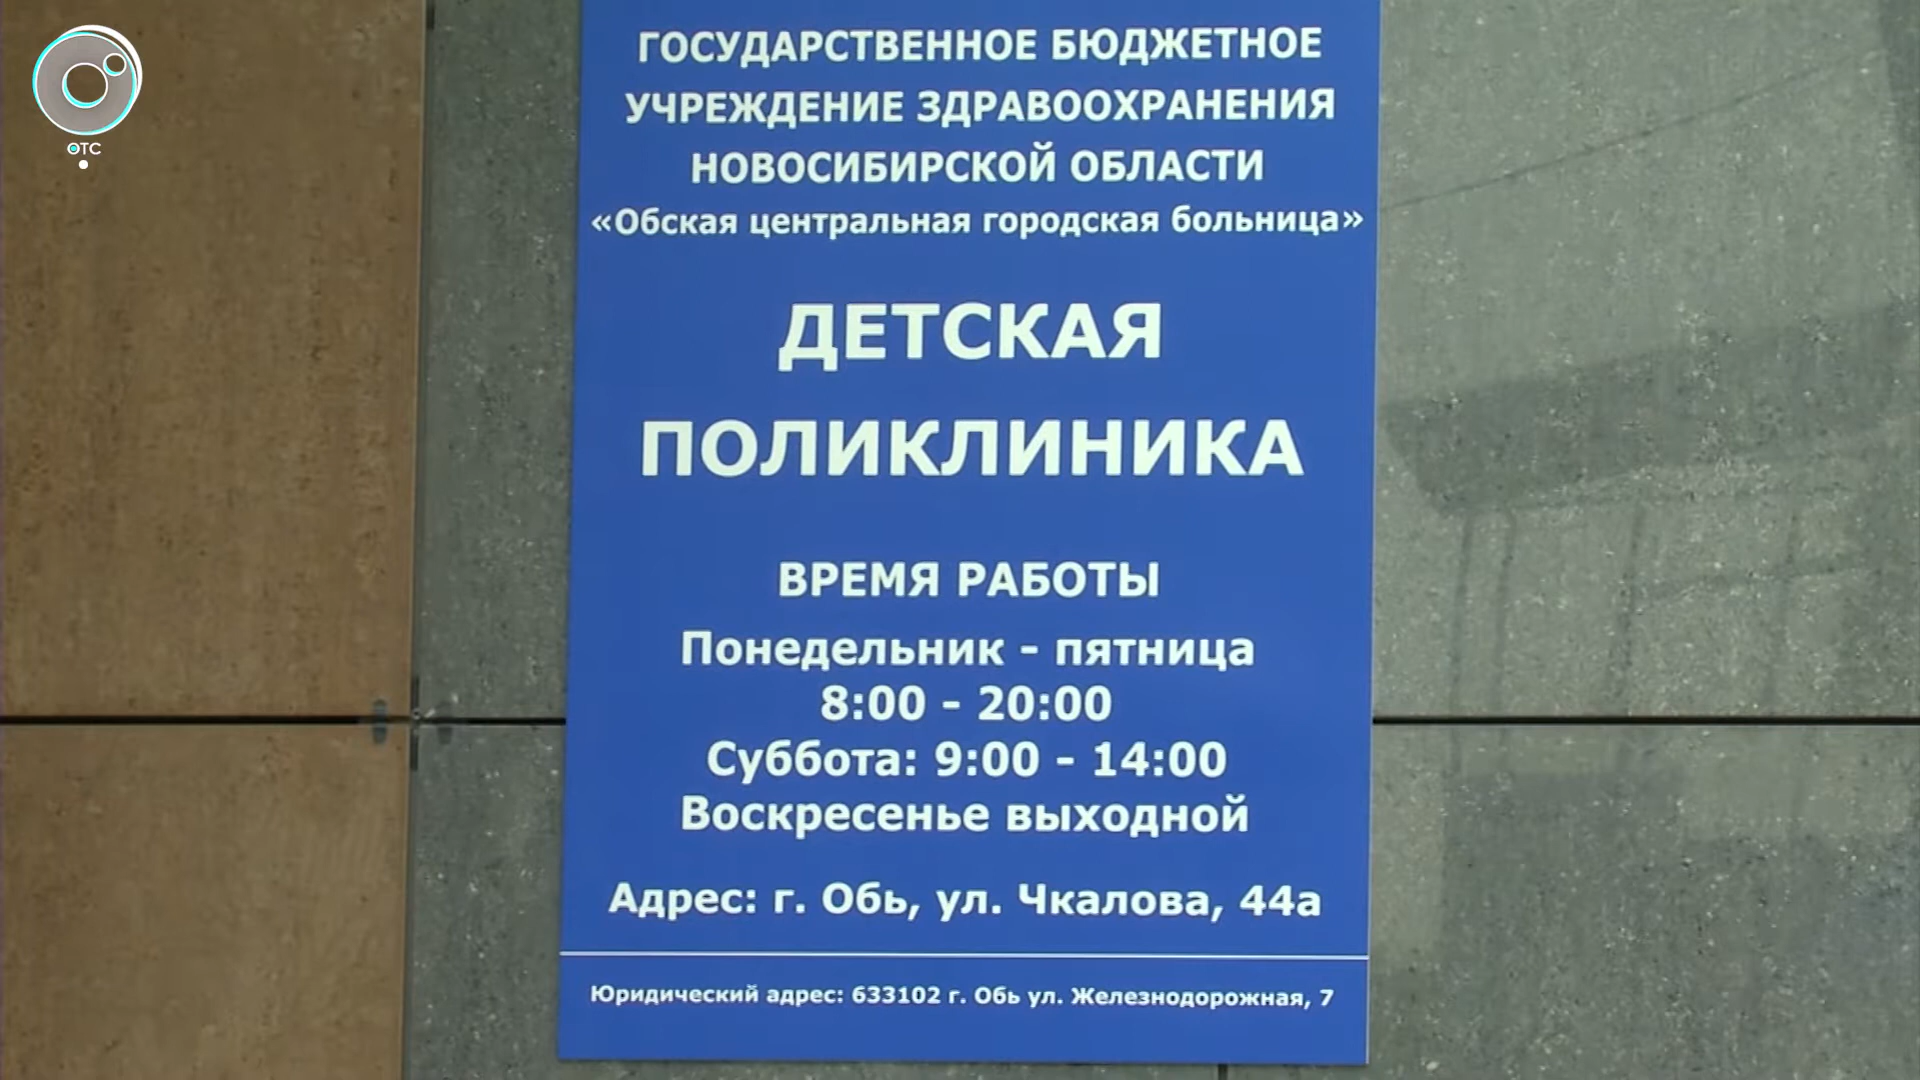 ОТС
ГОСУДАРСТВЕННОЕ БЮДЖЕТНОЕ
УЧРЕЖДЕНИЕ ЗДРАВООХРАНЕНИЯ
НОВОСИБИРСКОЙ ОБЛАСТИ
«Обская центральная городская больница»
ДЕТСКАЯ
ПОЛИКЛИНИКА
ВРЕМЯ РАБОТЫ
Понедельник - пятница
8:00 - 20:00
Суббота: 9:00 - 14:00
Воскресенье выходной
Адрес: г. Обь, ул. Чкалова, 44а
Юридический адрес: 633102 г. Обь ул. Железнодорожная, 7